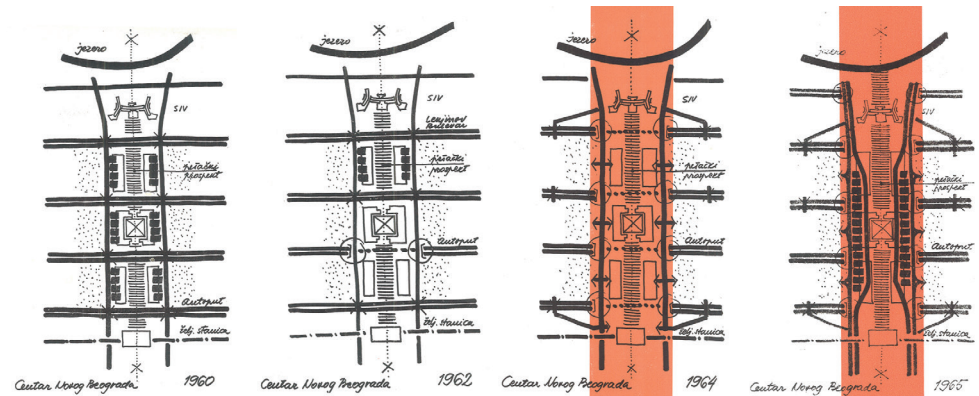 jezero
SIV
pešački
prospekt
Autoput
želj. stanica
Centar Novog Beograda 1960
jezero
SIV
Lenjinov
Bulevar
pešački
prospekt
Autoput
želj. stanica
Centar Novog Beograda 1962
jezero
SIV
pešački
prospekt
Autoput
želj. stanica
Centar Novog Beograda 1964
jezero
SIV
pešački
prospekt
Autoput
želj. stanica
Centar Novog Beograda 1965